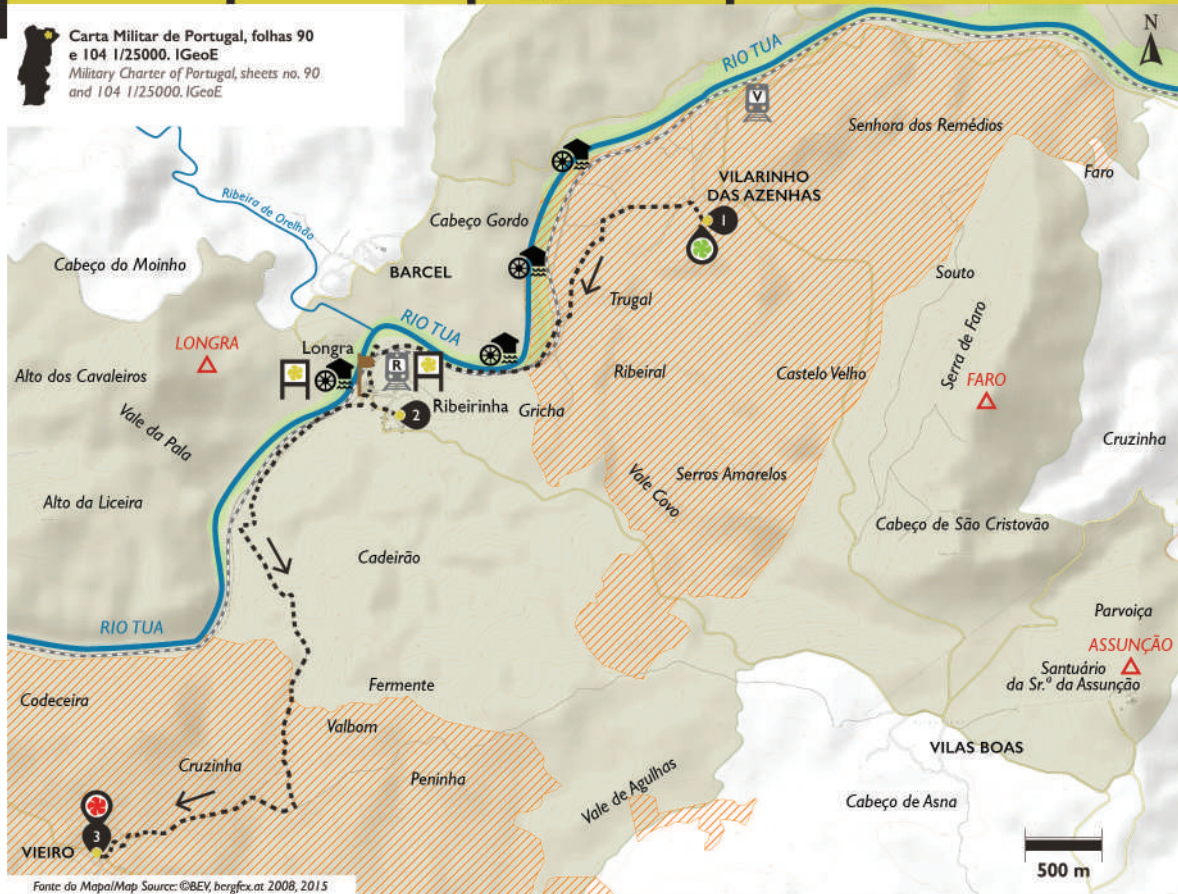 Carta Militar de Portugal, folhas 90
e 104 1/25000. IGeoE
Military Charter of Portugal, sheets no. 90
and 104 1/25000. IGeoE
N
RIO TUA
V
Senhora dos Remédios
Faro
VILARINHO
DAS AZENHAS
1
Ribeira de Orelhão
Cabeço Gordo
Cabeço do Moinho
BARCEL
Souto
Trugal
RIO TUA
Serra de Faro
LONGRA
Longra
R
Alto dos Cavaleiros
Ribeiral
Castelo Velho
FARO
Ribeirinha
2
Gricha
Vale da Pala
Cruzinha
Serros Amarelos
Vale Covo
Alto da Liceira
Cabeço de São Cristovão
Cadeirão
Parvoiça
RIO TUA
ASSUNÇÃO
Santuário
da Sr.ª da Assunção
Fermente
Codeceira
Valbom
VILAS BOAS
Cruzinha
Peninha
Vale de Agulhas
Cabeço de Asna
3
VIEIRO
500 m
Fonte do Mapa/Map Source: ©BEV, bergfex.at 2008, 2015